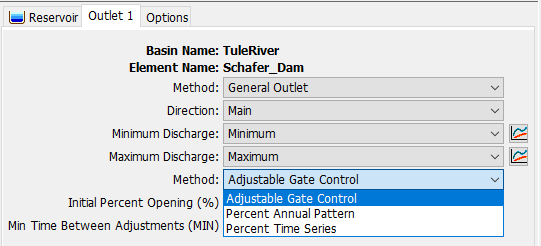 Reservoir Outlet 1 Options
Basin Name: TuleRiver
Element Name: Schafer_Dam
Method: General Outlet
Direction: Main
Minimum Discharge: Minimum
Maximum Discharge: Maximum
Method: Adjustable Gate Control
Initial Percent Opening (%) Adjustable Gate Control
Percent Annual Pattern
Min Time Between Adjustments (MIN) Percent Time Series